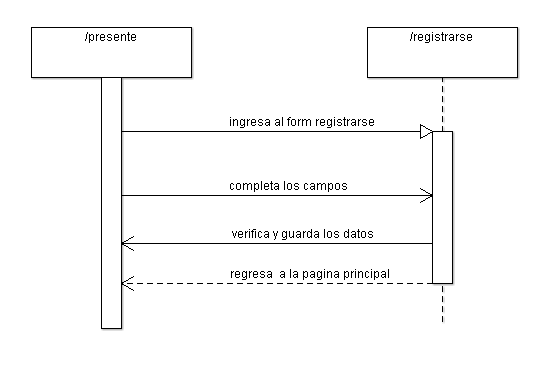 /presente
/registrarse
ingresa al form registrarse
completa los campos
verifica y guarda los datos
regresa  a la pagina principal